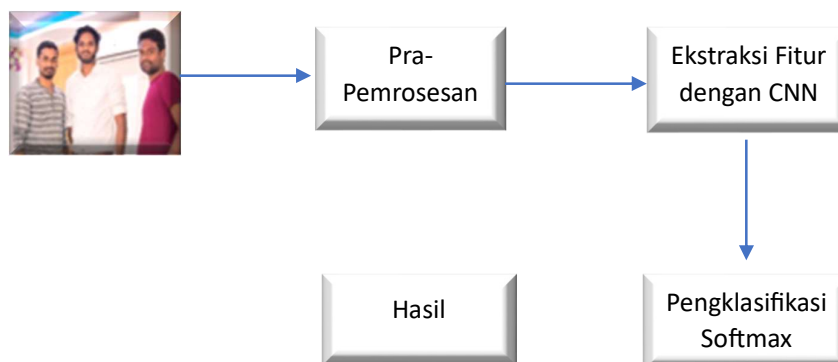 Pra-
Pemrosesan
Ekstraksi Fitur
dengan CNN
Hasil
Pengklasifikasi
Softmax